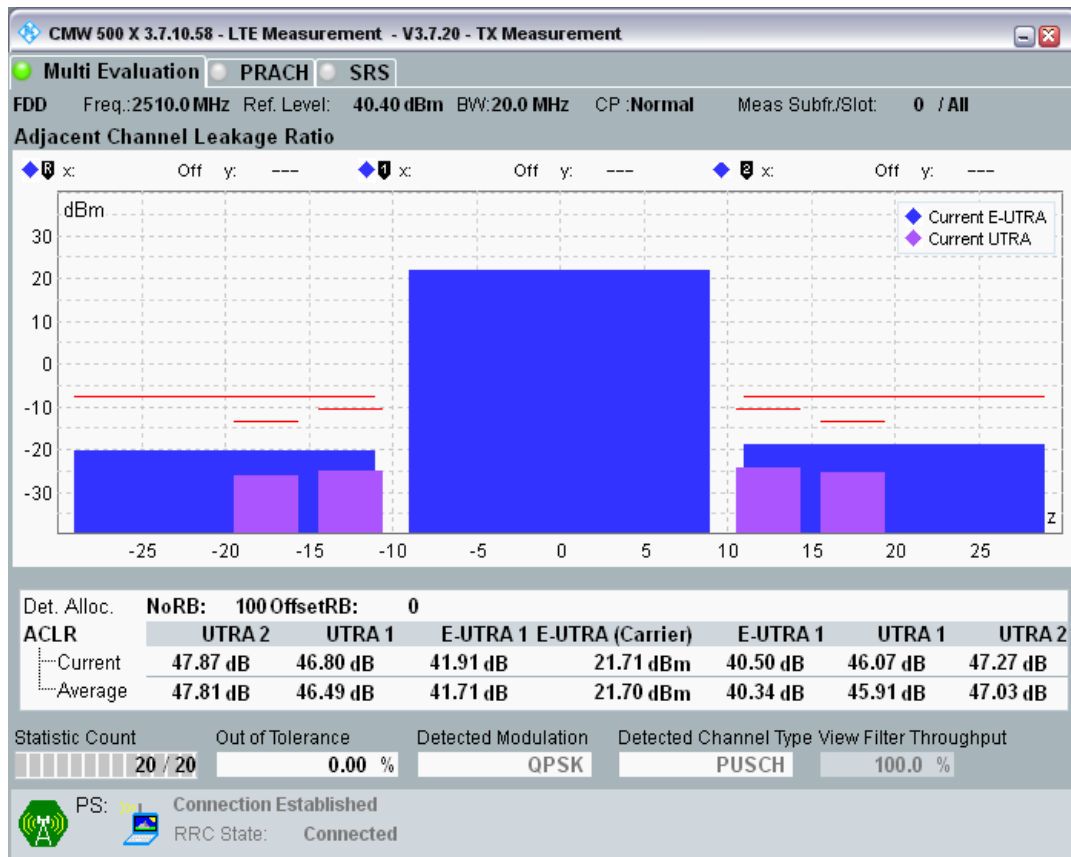 CMW 500 X 3.7.10.58 - LTE Measurement - V3.7.20 - TX Measurement
Multi Evaluation PRACH SRS
FDD Freq.:2510.0 MHz Ref. Level: 40.40 dBm BW:20.0 MHz CP :Normal Meas Subfr./Slot: 0 / All
Adjacent Channel Leakage Ratio
R x: Off y: --- 1 x: Off y: --- 2 x: Off y: ---
dBm
Current E-UTRA
Current UTRA
30
20
10
0
-10
-20
-30
z
-25 -20 -15 -10 -5 0 5 10 15 20 25
Det. Alloc. NoRB: 100 OffsetRB: 0
ACLR UTRA 2 UTRA 1 E-UTRA 1 E-UTRA (Carrier) E-UTRA 1 UTRA 1 UTRA 2
Current 47.87 dB 46.80 dB 41.91 dB 21.71 dBm 40.50 dB 46.07 dB 47.27 dB
Average 47.81 dB 46.49 dB 41.71 dB 21.70 dBm 40.34 dB 45.91 dB 47.03 dB
Statistic Count Out of Tolerance Detected Modulation Detected Channel Type View Filter Throughput
20 / 20 0.00 % QPSK PUSCH 100.0 %
PS: Connection Established
RRC State: Connected